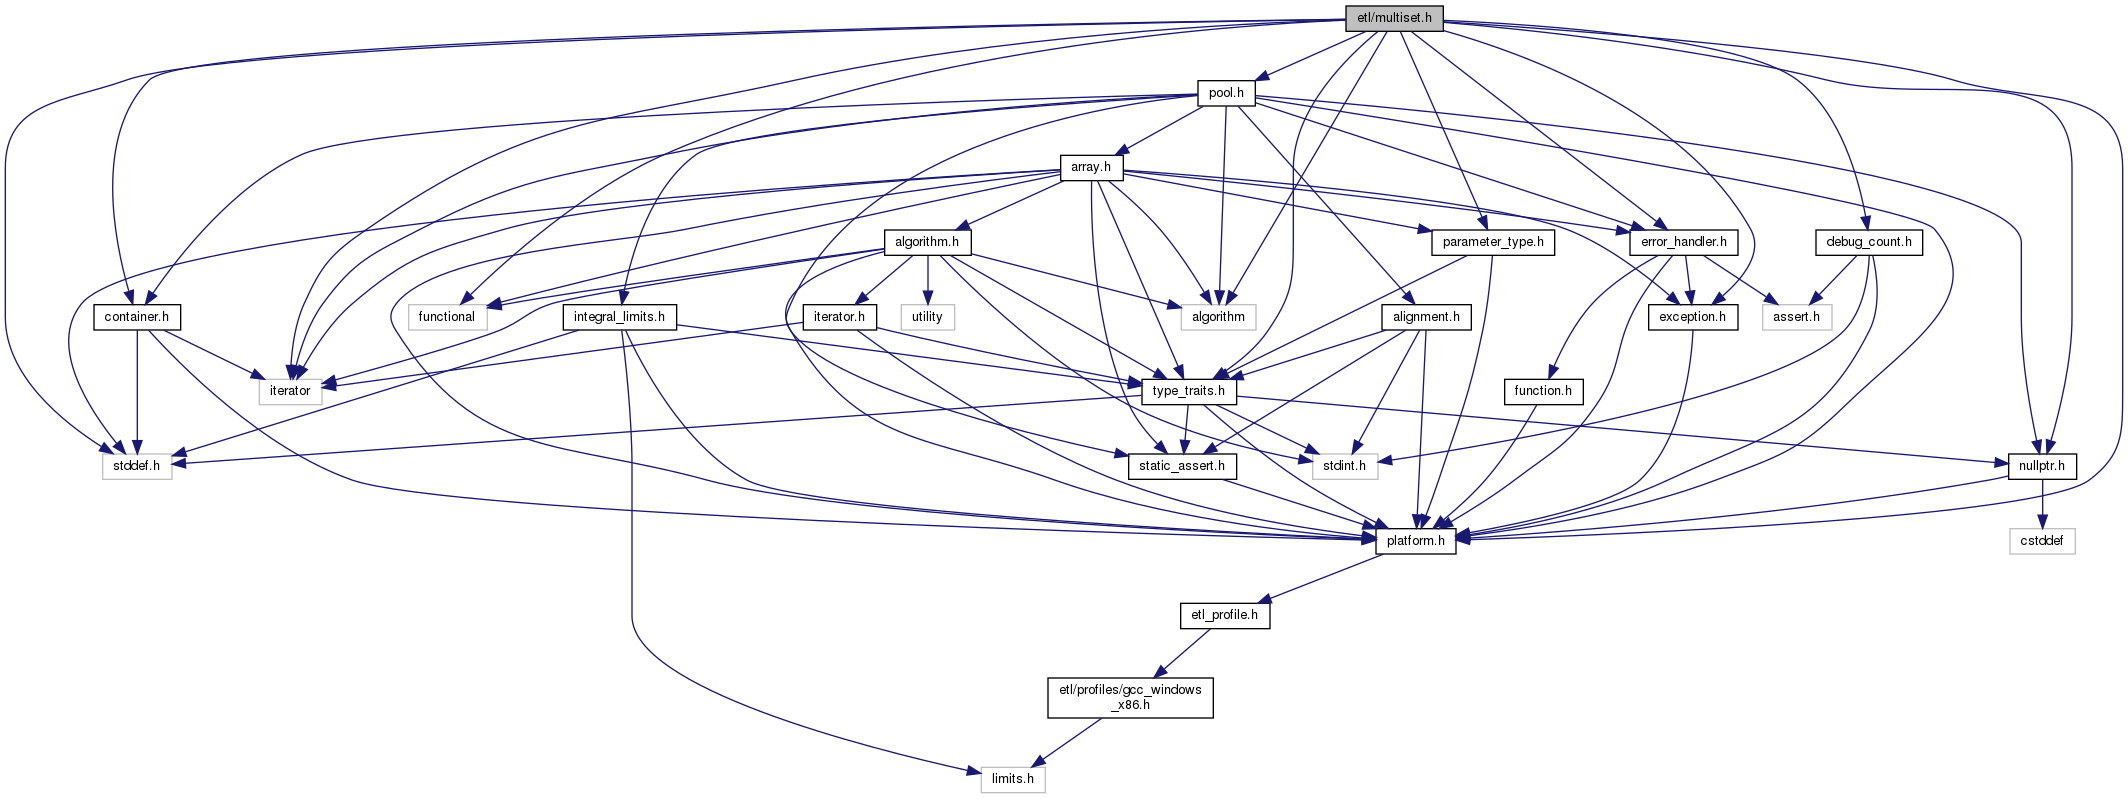 etl/multiset.h
pool.h
array.h
algorithm.h
parameter_type.h
error_handler.h
debug_count.h
container.h
functional
integral_limits.h
iterator.h
utility
algorithm
alignment.h
exception.h
assert.h
iterator
type_traits.h
function.h
stddef.h
static_assert.h
stdint.h
nullptr.h
platform.h
cstddef
etl_profile.h
etl/profiles/gcc_windows
_x86.h
limits.h